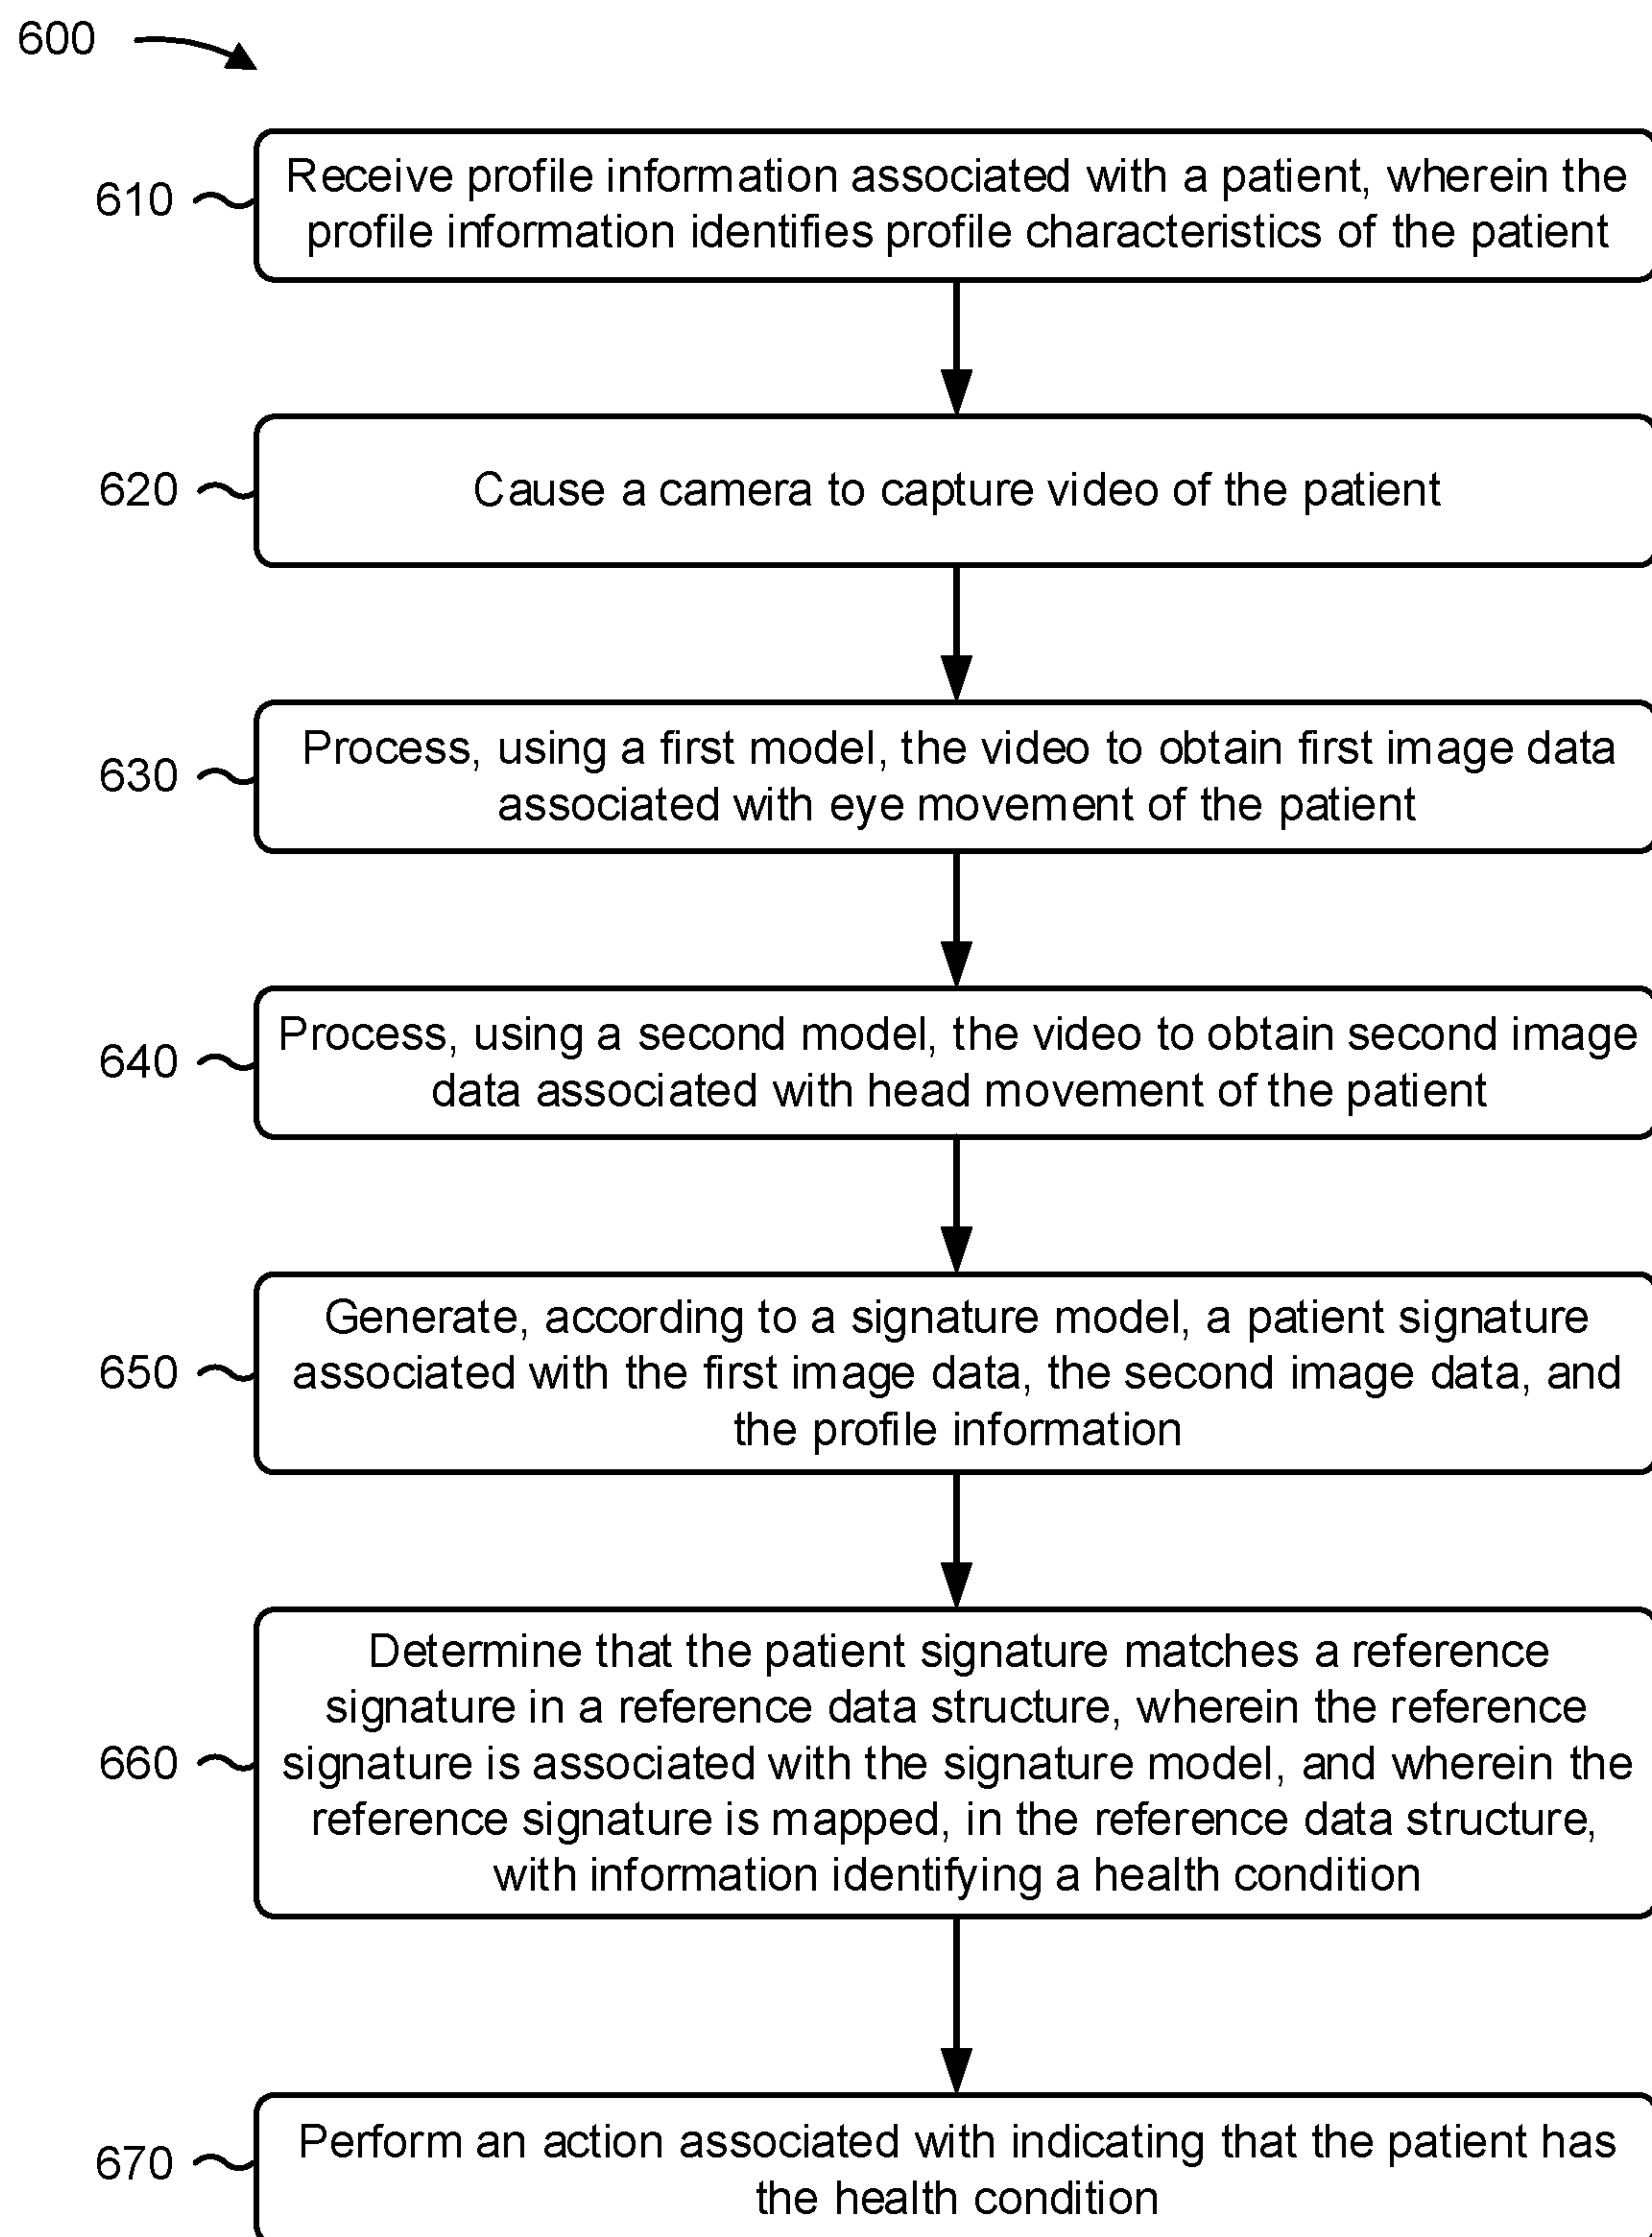 600
610
Receive profile information associated with a patient, wherein the
profile information identifies profile characteristics of the patient
620
Cause a camera to capture video of the patient
630
Process, using a first model, the video to obtain first image data
associated with eye movement of the patient
640
Process, using a second model, the video to obtain second image
data associated with head movement of the patient
650
Generate, according to a signature model, a patient signature
associated with the first image data, the second image data, and
the profile information
660
Determine that the patient signature matches a reference
signature in a reference data structure, wherein the reference
signature is associated with the signature model, and wherein the
reference signature is mapped, in the reference data structure,
with information identifying a health condition
670
Perform an action associated with indicating that the patient has
the health condition